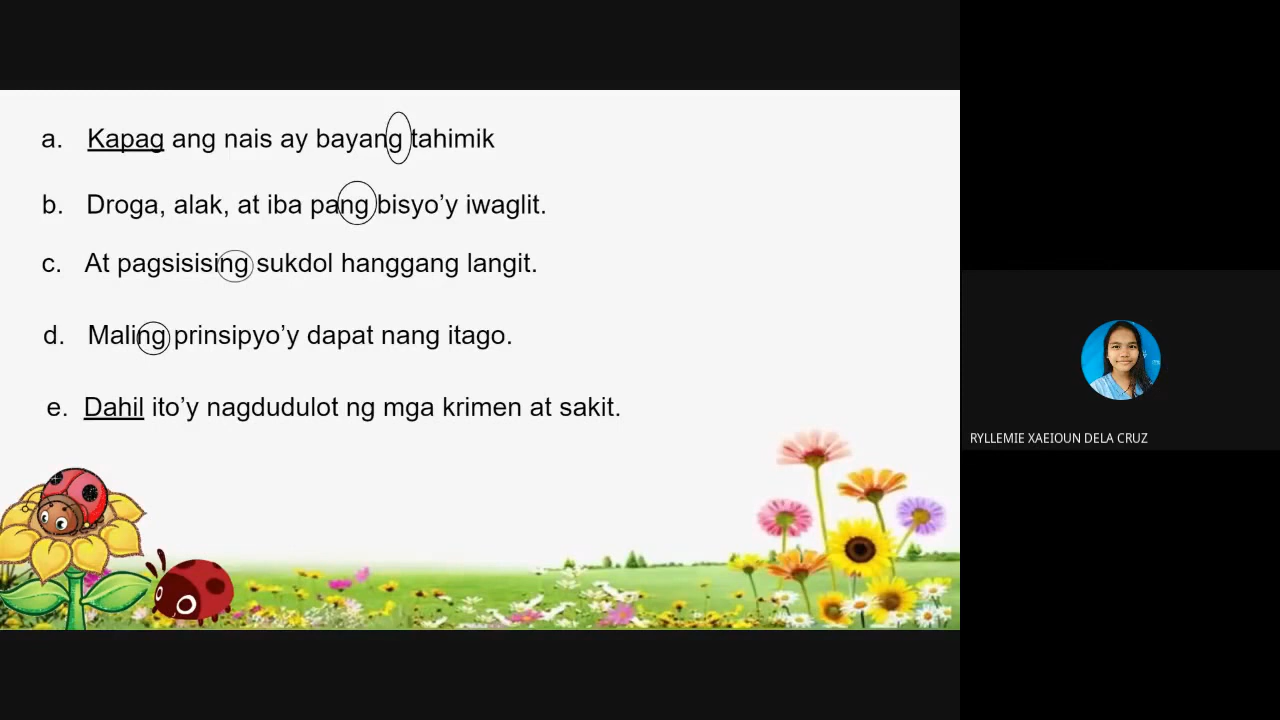 a. Kapag ang nais ay bayang tahimik
b. Droga, alak, at iba pang bisyo’y iwaglit.
c. At pagsisising sukdol hanggang langit.
d. Maling prinsipyo’y dapat nang itago.
e. Dahil ito’y nagdudulot ng mga krimen at sakit.
RYLLEMIE XAEIOUN DELA CRUZ